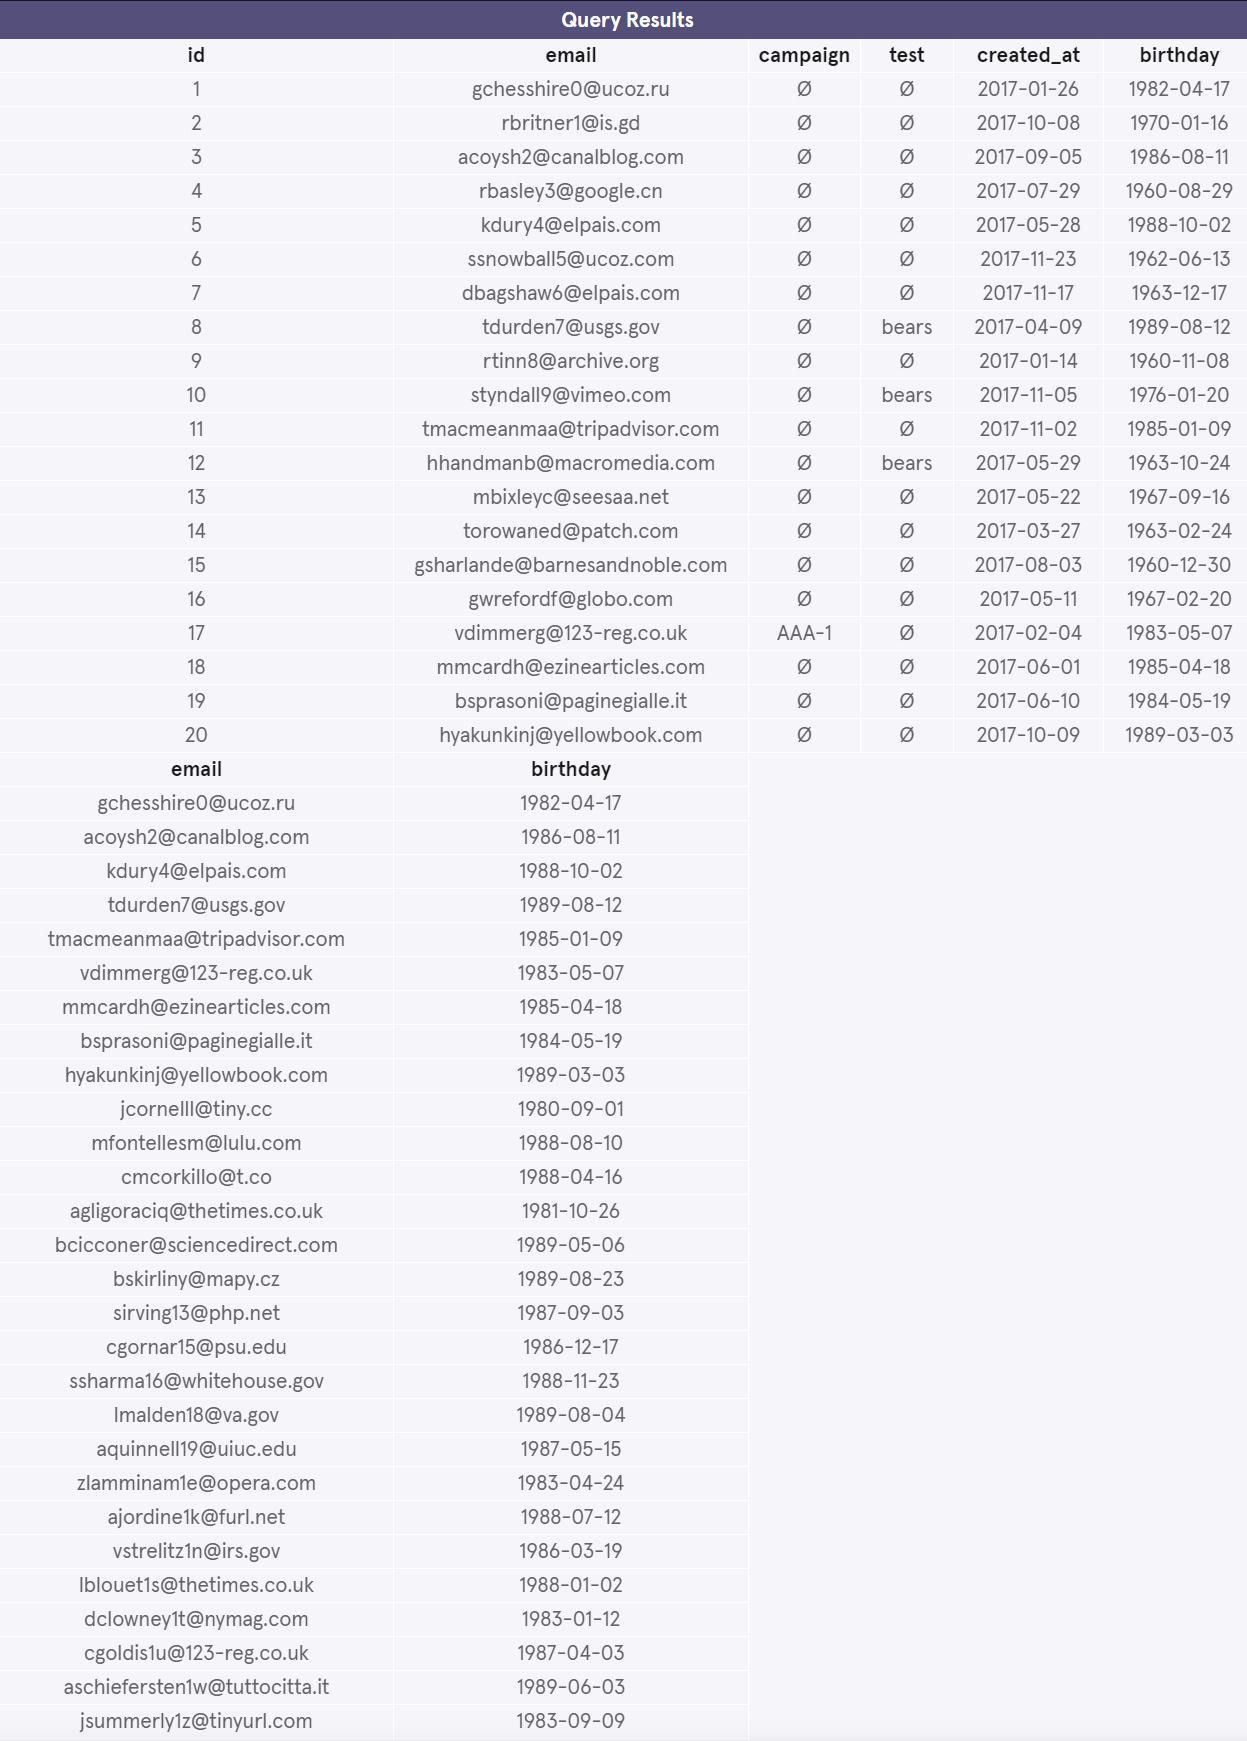 Query Results
id email campaign test created_at birthday
1 gchesshire0@ucoz.ru Ø Ø 2017-01-26 1982-04-17
2 rbritner1@is.gd Ø Ø 2017-10-08 1970-01-16
3 acoysh2@canalblog.com Ø Ø 2017-09-05 1986-08-11
4 rbasley3@google.cn Ø Ø 2017-07-29 1960-08-29
5 kdury4@elpais.com Ø Ø 2017-05-28 1988-10-02
6 ssnowball5@ucoz.com Ø Ø 2017-11-23 1962-06-13
7 dbagshaw6@elpais.com Ø Ø 2017-11-17 1963-12-17
8 tdurden7@usgs.gov Ø bears 2017-04-09 1989-08-12
9 rtinn8@archive.org Ø Ø 2017-01-14 1960-11-08
10 styndall9@vimeo.com Ø bears 2017-11-05 1976-01-20
11 tmacmeanmaa@tripadvisor.com Ø Ø 2017-11-02 1985-01-09
12 hhandmanb@macromedia.com Ø bears 2017-05-29 1963-10-24
13 mbixleyc@seesaa.net Ø Ø 2017-05-22 1967-09-16
14 torowaned@patch.com Ø Ø 2017-03-27 1963-02-24
15 gsharlande@barnesandnoble.com Ø Ø 2017-08-03 1960-12-30
16 gwrefordf@globo.com Ø Ø 2017-05-11 1967-02-20
17 vdimmerg@123-reg.co.uk AAA-1 Ø 2017-02-04 1983-05-07
18 mmcardh@ezinearticles.com Ø Ø 2017-06-01 1985-04-18
19 bsprasoni@paginegialle.it Ø Ø 2017-06-10 1984-05-19
20 hyakunkinj@yellowbook.com Ø Ø 2017-10-09 1989-03-03
email birthday
gchesshire0@ucoz.ru 1982-04-17
acoysh2@canalblog.com 1986-08-11
kdury4@elpais.com 1988-10-02
tdurden7@usgs.gov 1989-08-12
tmacmeanmaa@tripadvisor.com 1985-01-09
vdimmerg@123-reg.co.uk 1983-05-07
mmcardh@ezinearticles.com 1985-04-18
bsprasoni@paginegialle.it 1984-05-19
hyakunkinj@yellowbook.com 1989-03-03
jcornelll@tiny.cc 1980-09-01
mfontellesm@lulu.com 1988-08-10
cmcorkillo@t.co 1988-04-16
agligoraciq@thetimes.co.uk 1981-10-26
bcicconer@sciencedirect.com 1989-05-06
bskirliny@mapy.cz 1989-08-23
sirving13@php.net 1987-09-03
cgornar15@psu.edu 1986-12-17
ssharma16@whitehouse.gov 1988-11-23
lmalden18@va.gov 1989-08-04
aquinnell19@uiuc.edu 1987-05-15
zlamminam1e@opera.com 1983-04-24
ajordine1k@furl.net 1988-07-12
vstrelitz1n@irs.gov 1986-03-19
lblouet1s@thetimes.co.uk 1988-01-02
dclowney1t@nymag.com 1983-01-12
cgoldis1u@123-reg.co.uk 1987-04-03
aschiefersten1w@tuttocitta.it 1989-06-03
jsummerly1z@tinyurl.com 1983-09-09